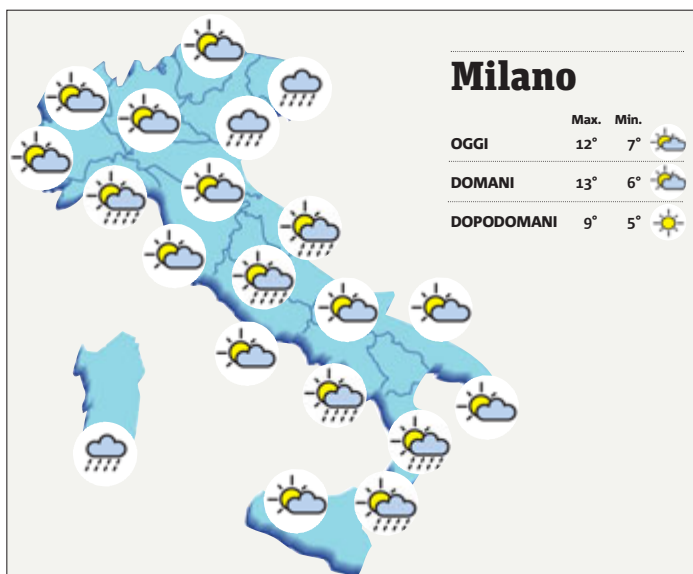 Milano
Max. Min.
OGGI 12° 7°
DOMANI 13° 6°
DOPODOMANI 9° 5°